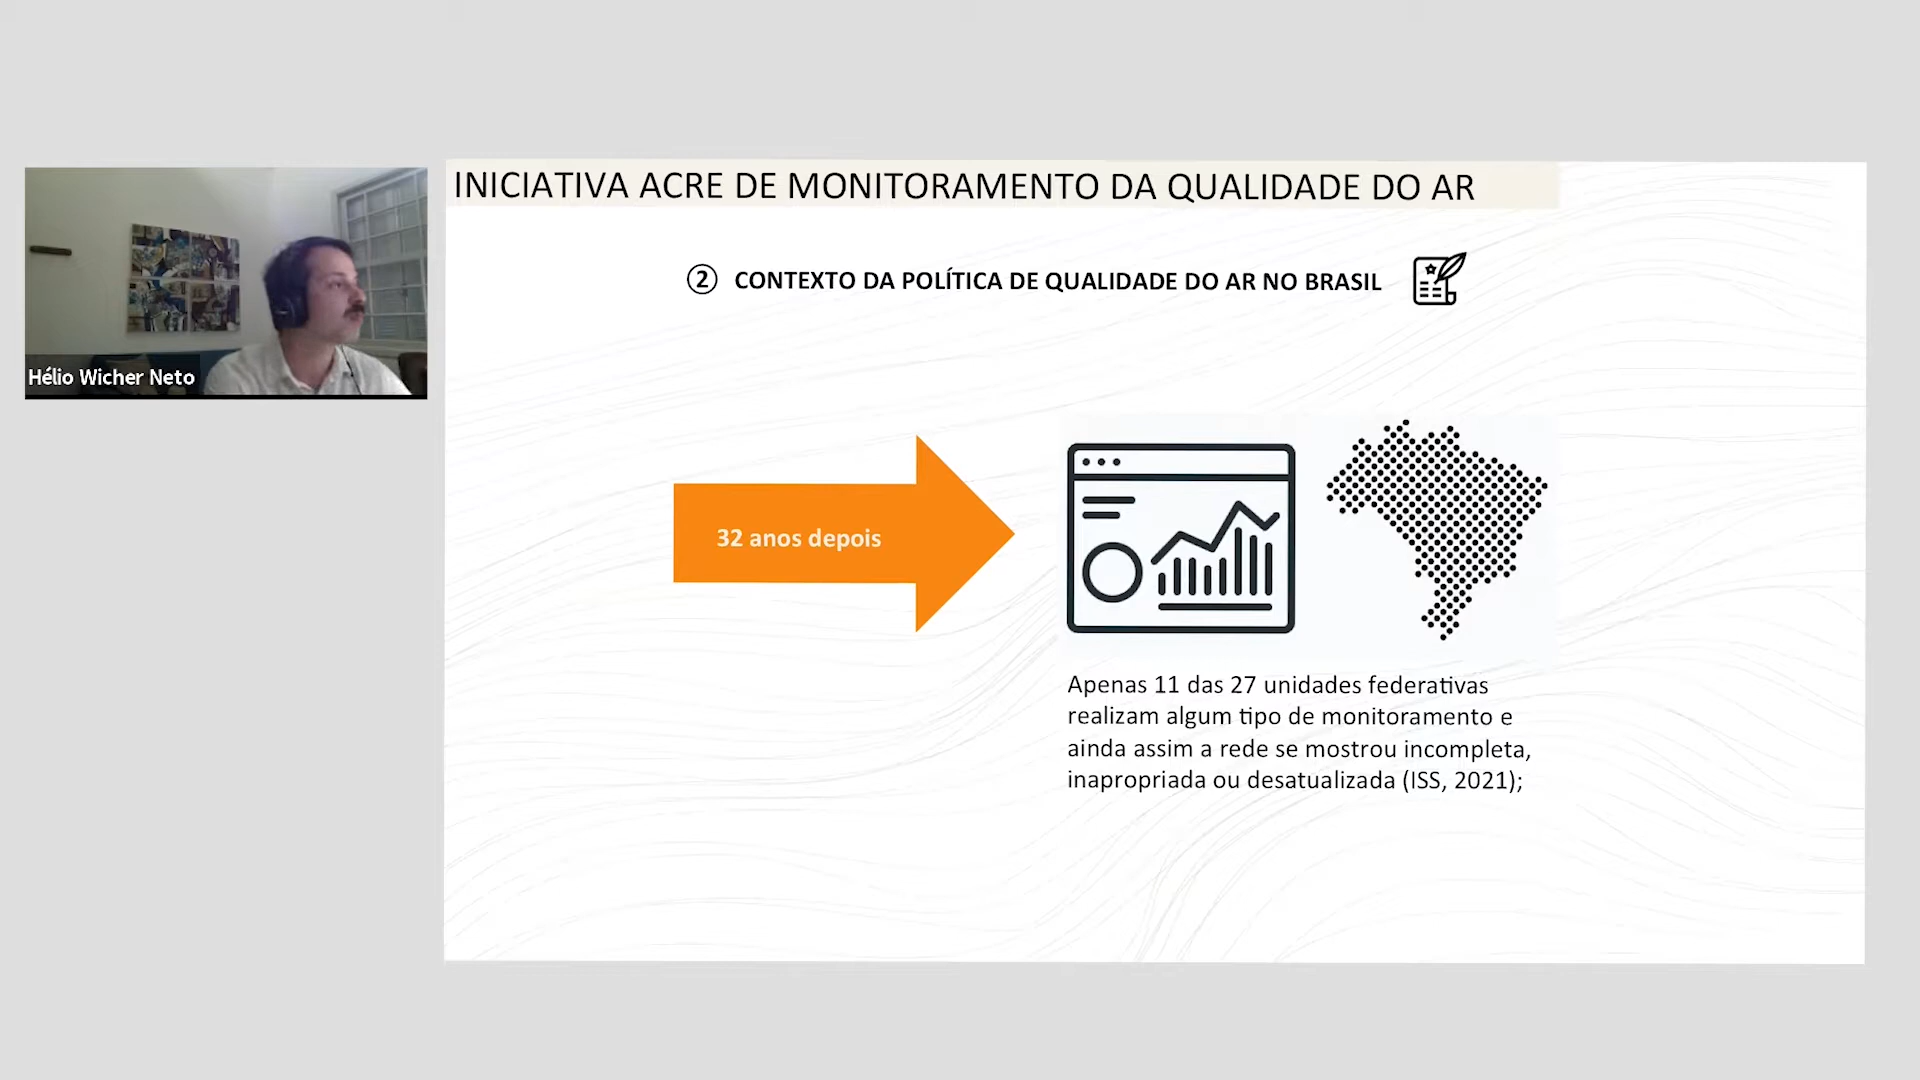 INICIATIVA ACRE DE MONITORAMENTO DA QUALIDADE DO AR
② CONTEXTO DA POLÍTICA DE QUALIDADE DO AR NO BRASIL
Hélio Wicher Neto
32 anos depois
Apenas 11 das 27 unidades federativas
realizam algum tipo de monitoramento e
ainda assim a rede se mostrou incompleta,
inapropriada ou desatualizada (ISS, 2021);